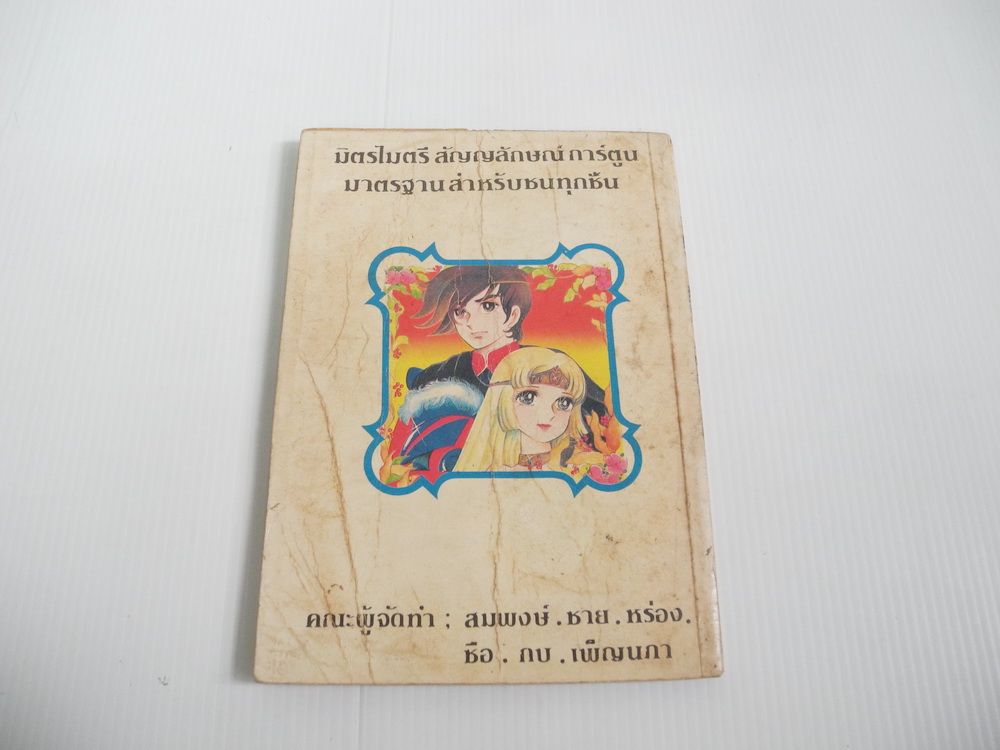 มิตรไมตรี สัญญลักษณ์การ์ตูน
มาตรฐานสำหรับชนทุกชั้น
คณะผู้จัดทำ ; สมพงษ์ . ชาย . หร่อง .
ซือ . กบ . เพ็ญนภา